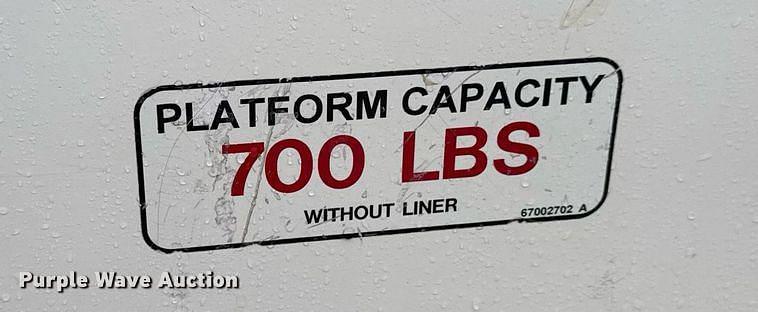 PLATFORM CAPACITY
700 LBS
WITHOUT LINER
67002702 A
Purple Wave Auction